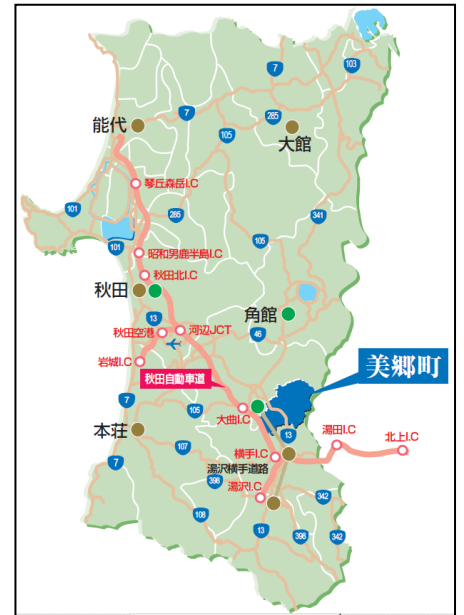 7
103
能代
7
285
105
大館
琴丘森岳I.C
101
285
341
101
昭和男鹿半島I.C
105
秋田北I.C
秋田
角館
13
秋田空港
河辺JCT
46
岩城I.C
美郷町
秋田自動車道
7
105
大曲I.C
本荘
13
湯田I.C
北上I.C
107
横手I.C
7
湯沢横手道路
398
湯沢I.C
342
108
13
398
342